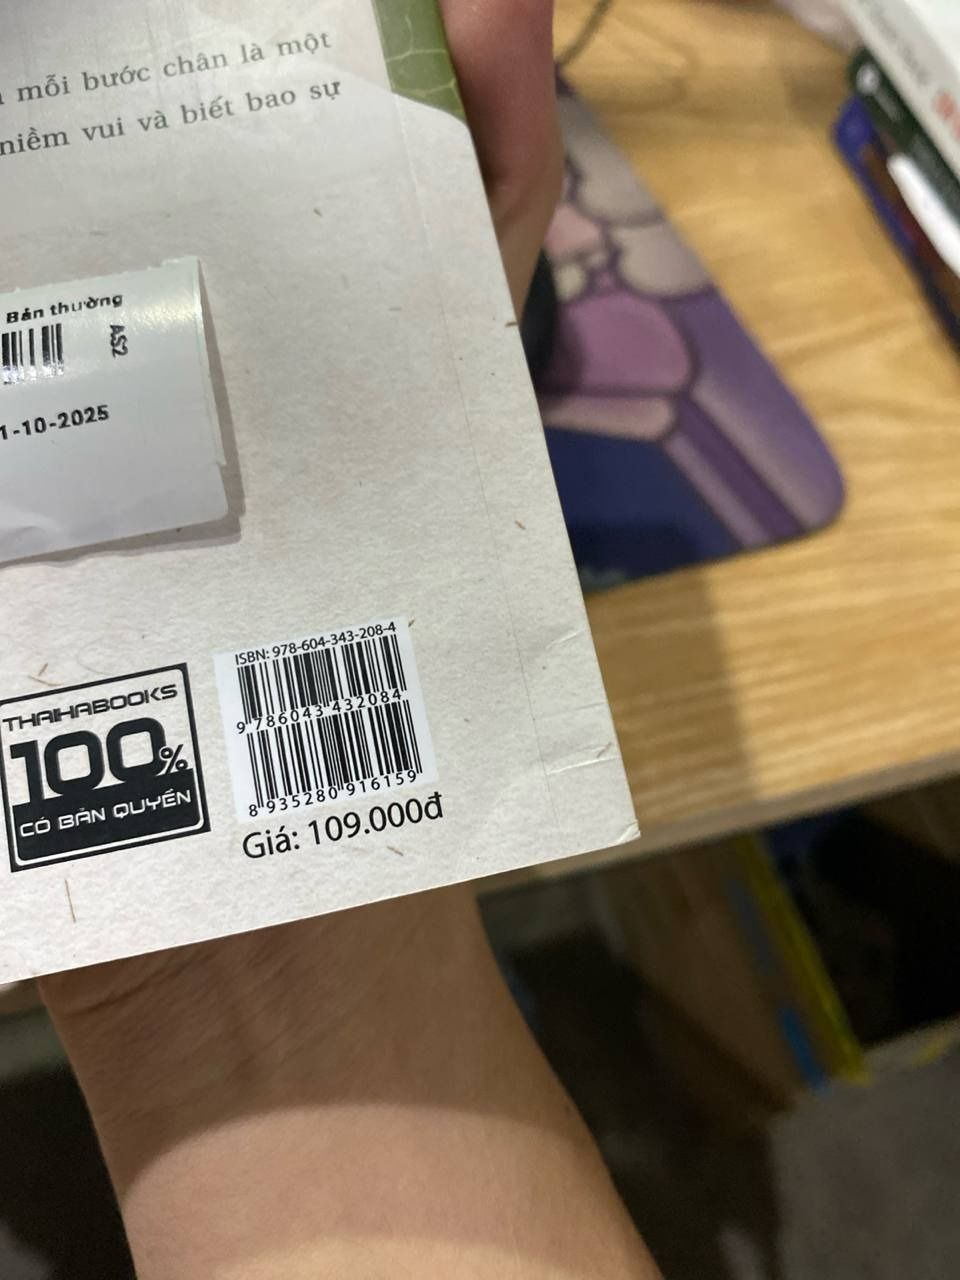 mỗi bước chân là một
niềm vui và biết bao sự
Bản thường
AS2
1-10-2025
THAIHABOOKS
100%
CÓ BẢN QUYỀN
ISBN: 978-604-343-208-4
9 786043 432084
8 935280 916159
Giá: 109.000đ